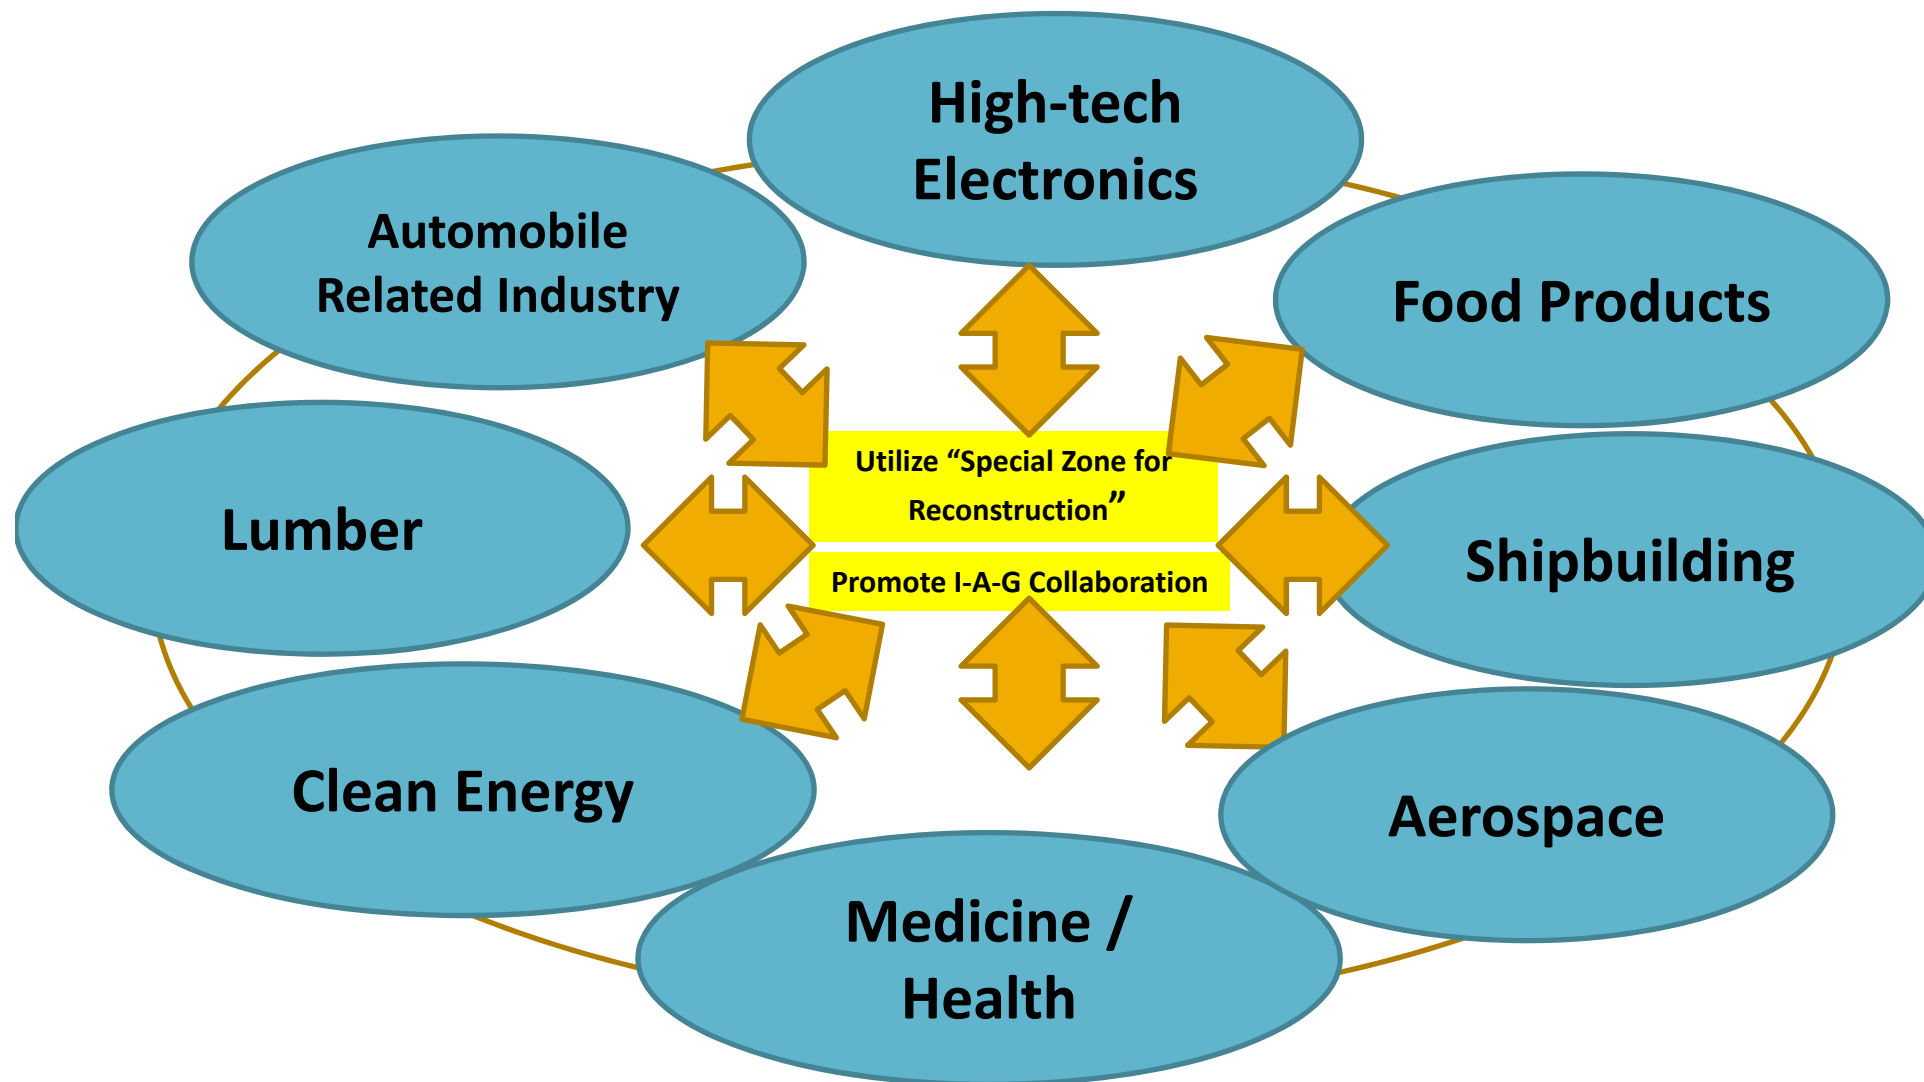 High-tech
Electronics
Automobile
Related Industry
Food Products
Utilize “Special Zone for
Reconstruction”
Lumber
Shipbuilding
Promote I-A-G Collaboration
Clean Energy
Aerospace
Medicine /
Health